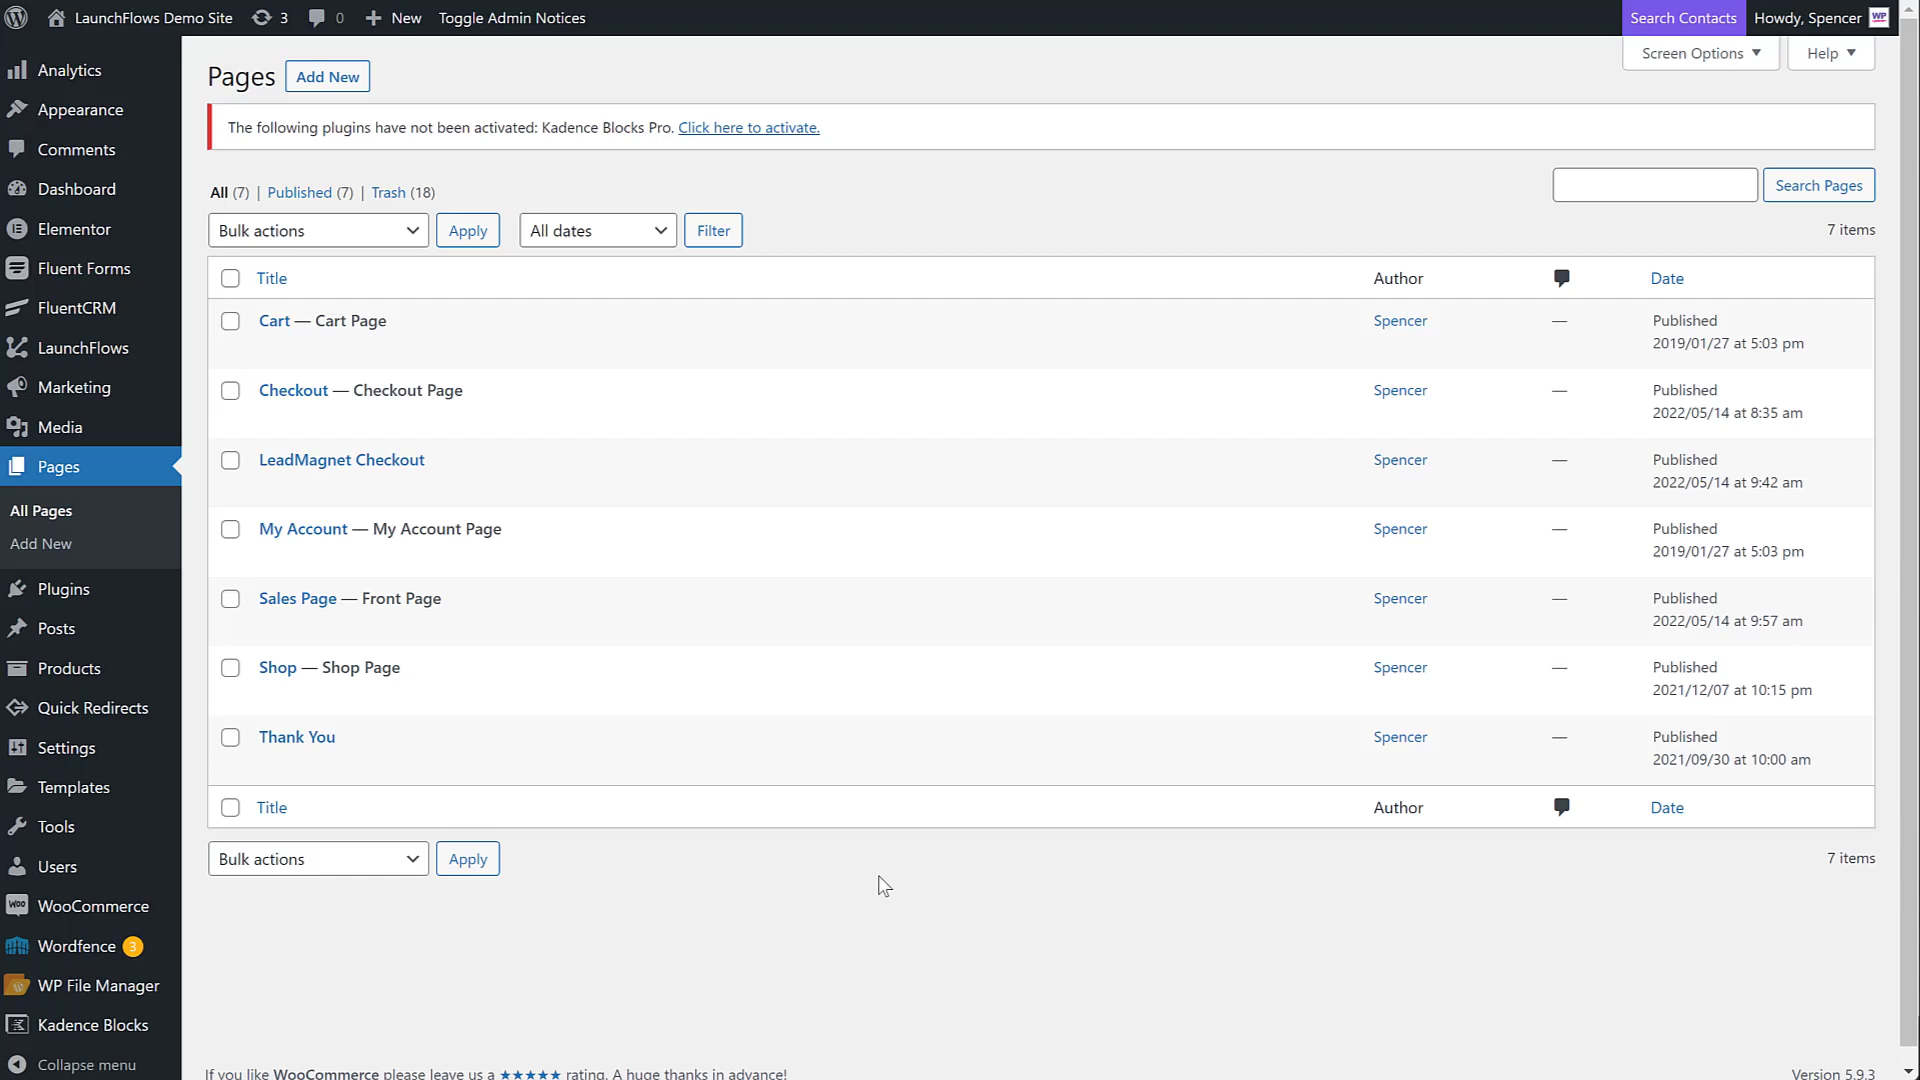 LaunchFlows Demo Site 3 0 New Toggle Admin Notices Search Contacts Howdy, Spencer WP
Screen Options Help
Analytics
Appearance
Comments
Dashboard
Elementor
Fluent Forms
FluentCRM
LaunchFlows
Marketing
Media
Pages
All Pages
Add New
Plugins
Posts
Products
Quick Redirects
Settings
Templates
Tools
Users
Woo WooCommerce
Wordfence 3
WP File Manager
Kadence Blocks
Collapse menu
Pages Add New
The following plugins have not been activated: Kadence Blocks Pro. Click here to activate.
All (7) | Published (7) | Trash (18)
Search Pages
Bulk actions Apply All dates Filter 7 items
Title Author Date
Cart — Cart Page Spencer — Published
2019/01/27 at 5:03 pm
Checkout — Checkout Page Spencer — Published
2022/05/14 at 8:35 am
LeadMagnet Checkout Spencer — Published
2022/05/14 at 9:42 am
My Account — My Account Page Spencer — Published
2019/01/27 at 5:03 pm
Sales Page — Front Page Spencer — Published
2022/05/14 at 9:57 am
Shop — Shop Page Spencer — Published
2021/12/07 at 10:15 pm
Thank You Spencer — Published
2021/09/30 at 10:00 am
Title Author Date
Bulk actions Apply 7 items
If you like WooCommerce please leave us a ★★★★★ rating. A huge thanks in advance! Version 5.9.3